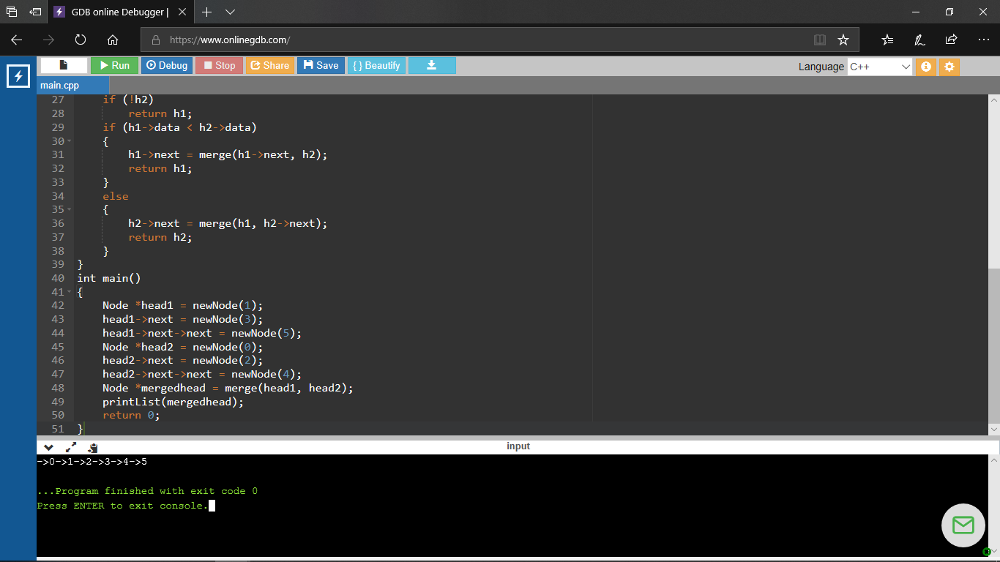 GDB online Debugger |
https://www.onlinegdb.com/
Run Debug Stop Share Save { } Beautify
Language C++
main.cpp
27 if (!h2)
28 return h1;
29 if (h1->data < h2->data)
30 {
31 h1->next = merge(h1->next, h2);
32 return h1;
33 }
34 else
35 {
36 h2->next = merge(h1, h2->next);
37 return h2;
38 }
39 }
40 int main()
41 {
42 Node *head1 = newNode(1);
43 head1->next = newNode(3);
44 head1->next->next = newNode(5);
45 Node *head2 = newNode(0);
46 head2->next = newNode(2);
47 head2->next->next = newNode(4);
48 Node *mergedhead = merge(head1, head2);
49 printList(mergedhead);
50 return 0;
51 }
input
->0->1->2->3->4->5
...Program finished with exit code 0
Press ENTER to exit console.